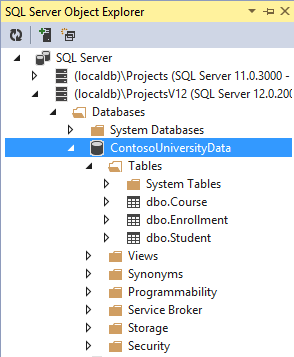 SQL Server Object Explorer
SQL Server
(localdb)\Projects (SQL Server 11.0.3000 -
(localdb)\ProjectsV12 (SQL Server 12.0.200
Databases
System Databases
ContosoUniversityData
Tables
System Tables
dbo.Course
dbo.Enrollment
dbo.Student
Views
Synonyms
Programmability
Service Broker
Storage
Security